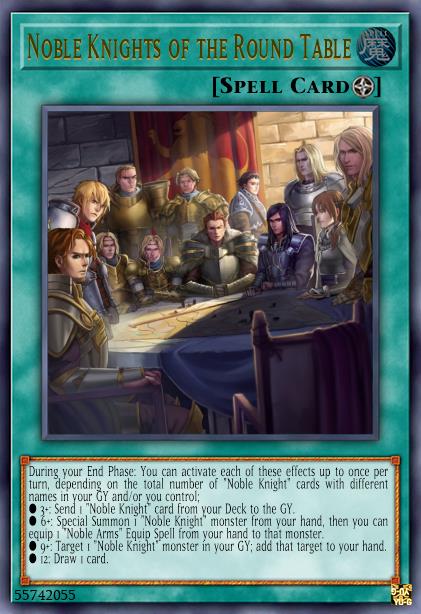 NOBLE KNIGHTS OF THE ROUND TABLE
魔
[SPELL CARD]
During your End Phase: You can activate each of these effects up to once per
turn, depending on the total number of "Noble Knight" cards with different
names in your GY and/or you control;
● 3+: Send 1 "Noble Knight" card from your Deck to the GY.
● 6+: Special Summon 1 "Noble Knight" monster from your hand, then you can
equip 1 "Noble Arms" Equip Spell from your hand to that monster.
● 9+: Target 1 "Noble Knight" monster in your GY; add that target to your hand.
● 12: Draw 1 card.
55742055